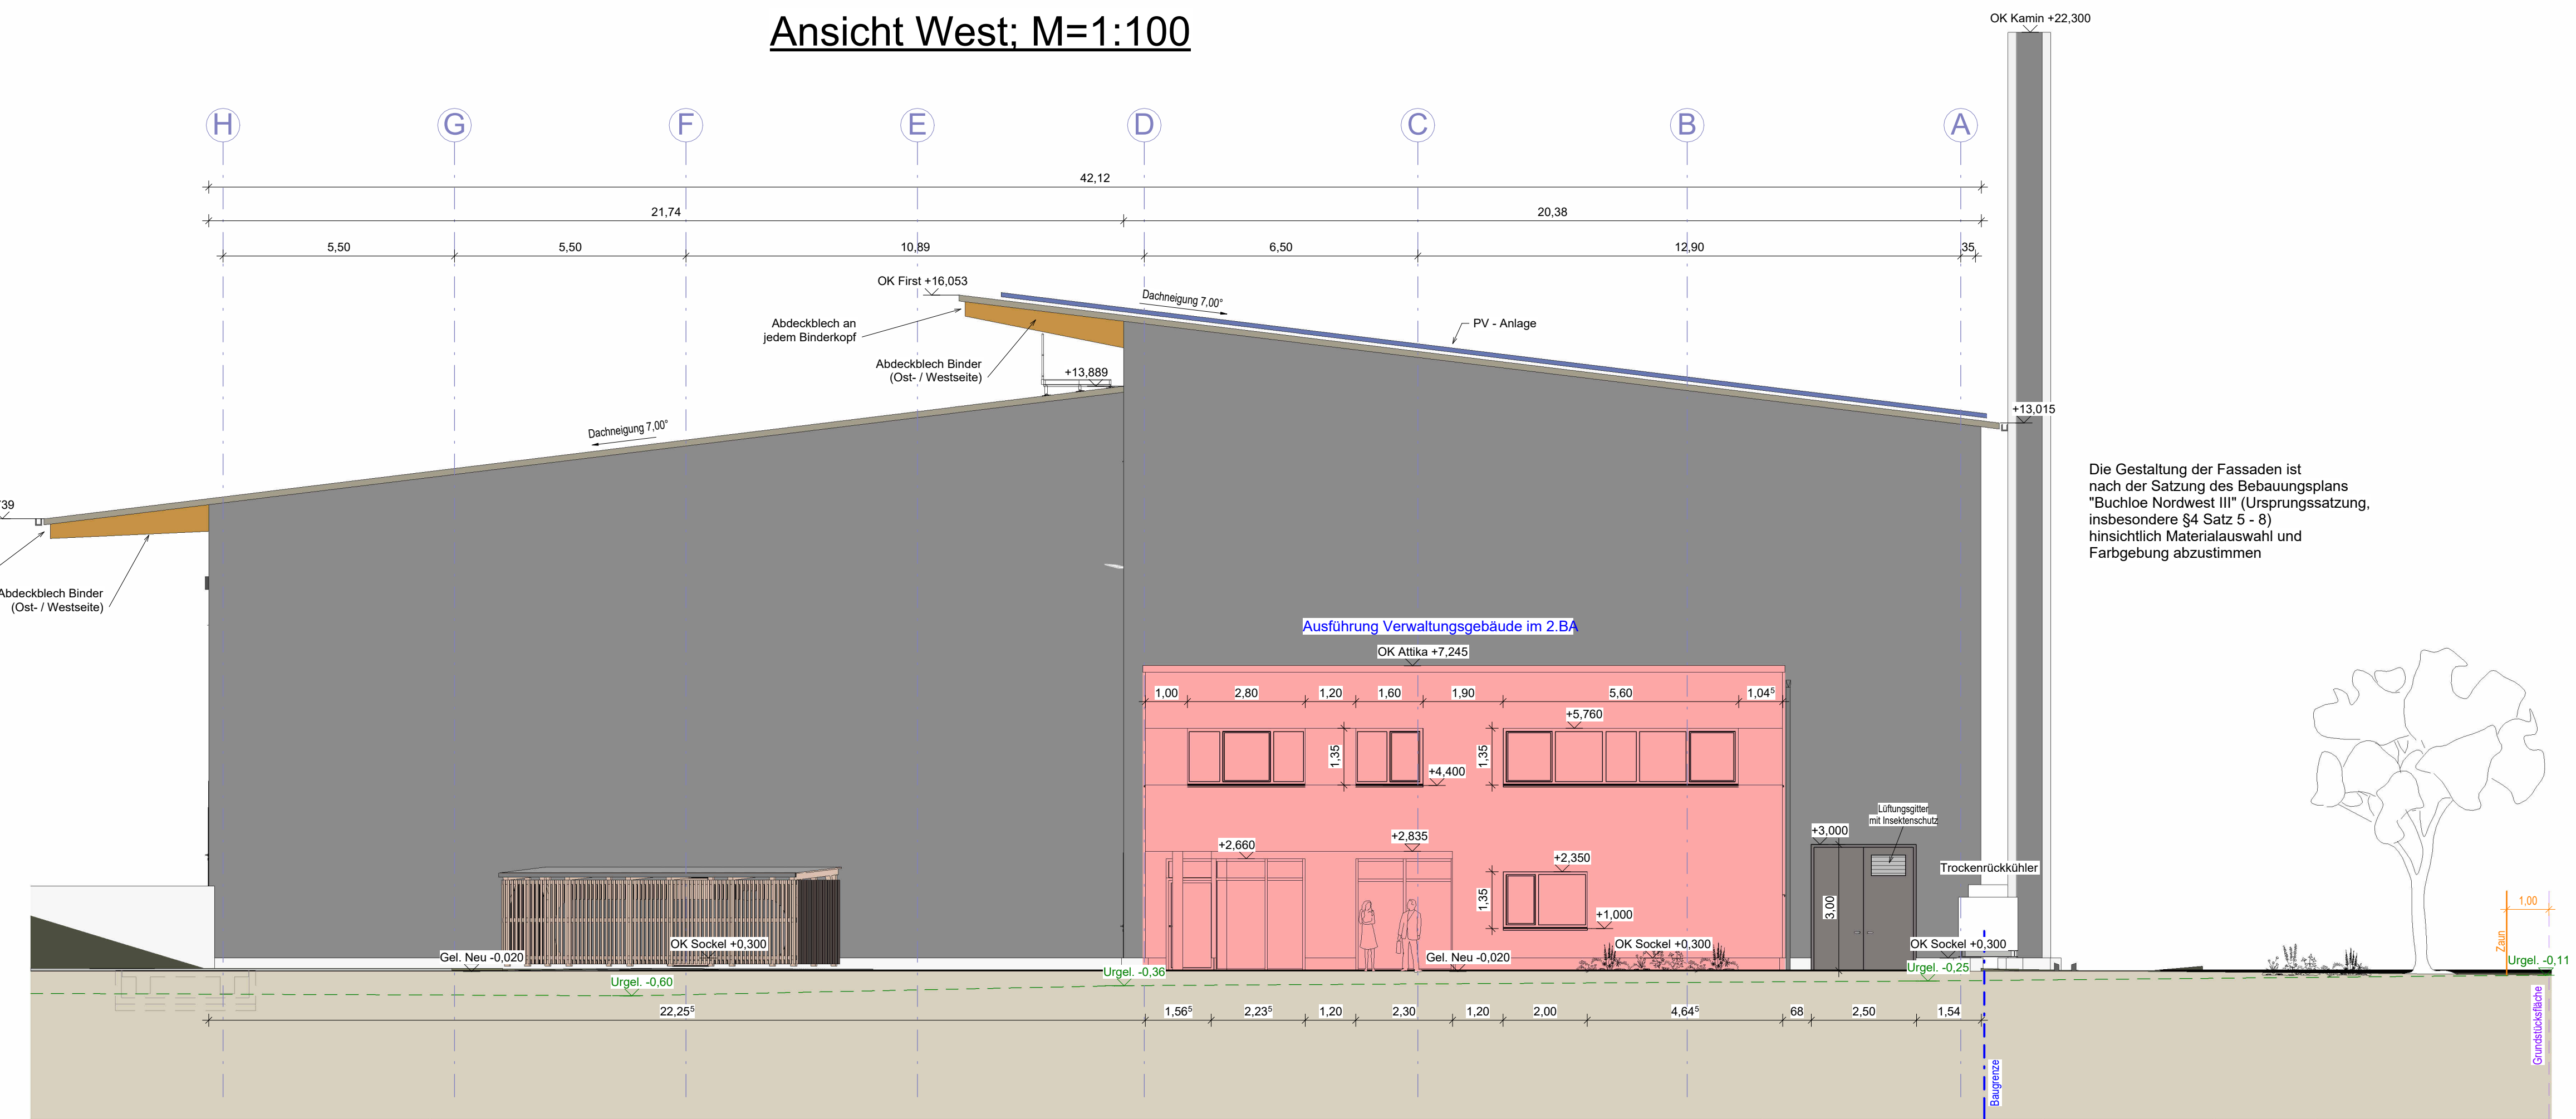 Ansicht West; M=1:100
OK Kamin +22,300
H G F E D C B A
42,12
21,74 20,38
5,50 5,50 10,89 6,50 12,90 35
OK First +16,053
Dachneigung 7,00°
Abdeckblech an
jedem Binderkopf
PV - Anlage
Abdeckblech Binder
(Ost- / Westseite)
+13,889
+13,015
Dachneigung 7,00°
Die Gestaltung der Fassaden ist
nach der Satzung des Bebauungsplans
"Buchloe Nordwest III" (Ursprungssatzung,
insbesondere §4 Satz 5 - 8)
hinsichtlich Materialauswahl und
Farbgebung abzustimmen
39
Abdeckblech Binder
(Ost- / Westseite)
Ausführung Verwaltungsgebäude im 2.BA
OK Attika +7,245
1,00 2,80 1,20 1,60 1,90 5,60 1,04⁵
+5,760
1,35
1,35
+4,400
Lüftungsgitter
mit Insektenschutz
+3,000
+2,835
+2,660
+2,350
Trockenrückkühler
1,35
3,00
+1,000
1,00
Zaun
OK Sockel +0,300
OK Sockel +0,300
OK Sockel +0,300
Gel. Neu -0,020
Gel. Neu -0,020
Urgel. -0,60
Urgel. -0,36
Urgel. -0,25
Urgel. -0,11
22,25⁵ 1,56⁵ 2,23⁵ 1,20 2,30 1,20 2,00 4,64⁵ 68 2,50 1,54
Grundstücksfläche
Baugrenze